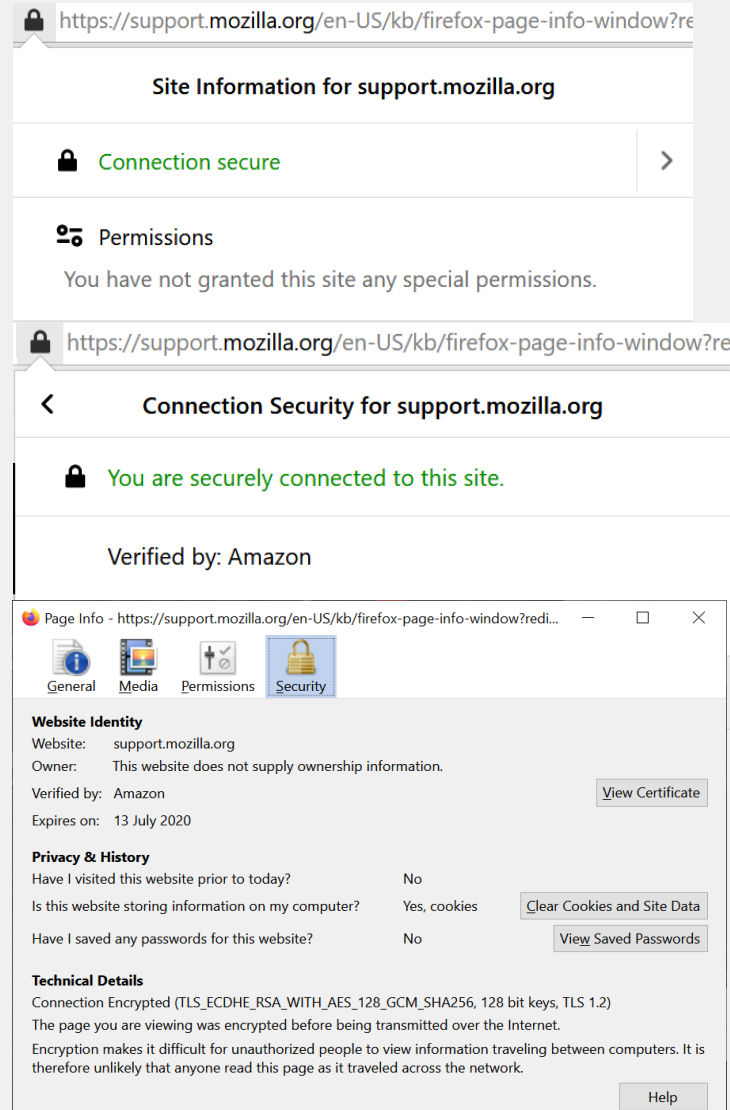 https://support.mozilla.org/en-US/kb/firefox-page-info-window?re
Site Information for support.mozilla.org
Connection secure
Permissions
You have not granted this site any special permissions.
https://support.mozilla.org/en-US/kb/firefox-page-info-window?re
Connection Security for support.mozilla.org
You are securely connected to this site.
Verified by: Amazon
Page Info - https://support.mozilla.org/en-US/kb/firefox-page-info-window?redi...
General Media Permissions Security
Website Identity
Website: support.mozilla.org
Owner: This website does not supply ownership information.
Verified by: Amazon View Certificate
Expires on: 13 July 2020
Privacy & History
Have I visited this website prior to today? No
Is this website storing information on my computer? Yes, cookies Clear Cookies and Site Data
Have I saved any passwords for this website? No View Saved Passwords
Technical Details
Connection Encrypted (TLS_ECDHE_RSA_WITH_AES_128_GCM_SHA256, 128 bit keys, TLS 1.2)
The page you are viewing was encrypted before being transmitted over the Internet.
Encryption makes it difficult for unauthorized people to view information traveling between computers. It is
therefore unlikely that anyone read this page as it traveled across the network.
Help